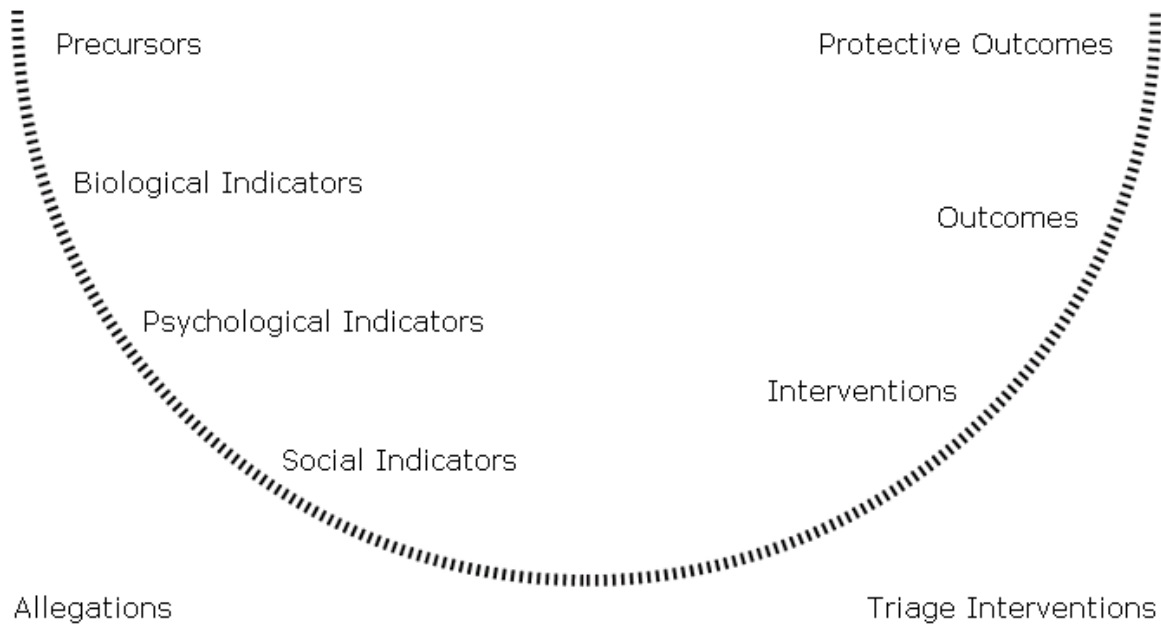 Precursors
Protective Outcomes
Biological Indicators
Outcomes
Psychological Indicators
Interventions
Social Indicators
Allegations
Triage Interventions